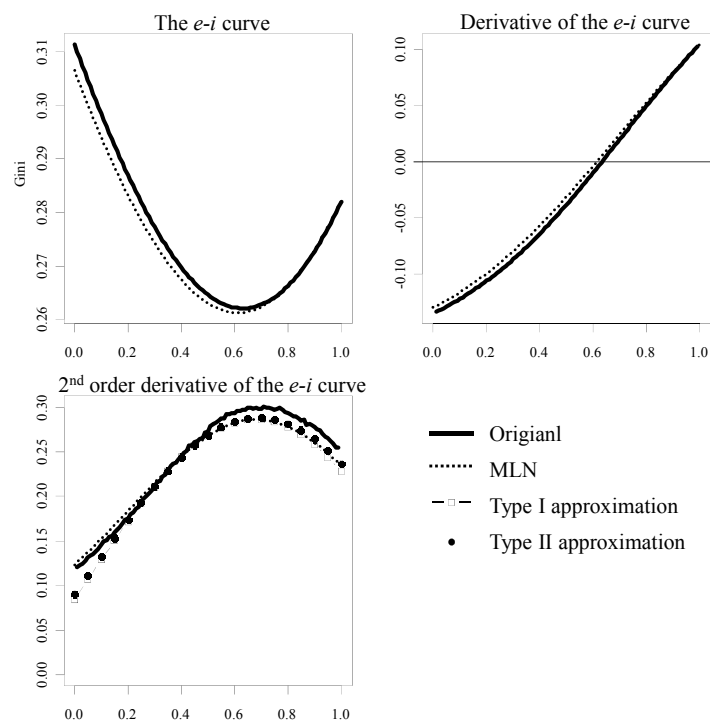 The e-i curve
Gini
0.31
0.30
0.29
0.28
0.27
0.26
0.0 0.2 0.4 0.6 0.8 1.0
Derivative of the e-i curve
0.10
0.05
0.00
-0.05
-0.10
0.0 0.2 0.4 0.6 0.8 1.0
2nd order derivative of the e-i curve
0.30
0.25
0.20
0.15
0.10
0.05
0.00
0.0 0.2 0.4 0.6 0.8 1.0
Origianl
MLN
Type I approximation
Type II approximation